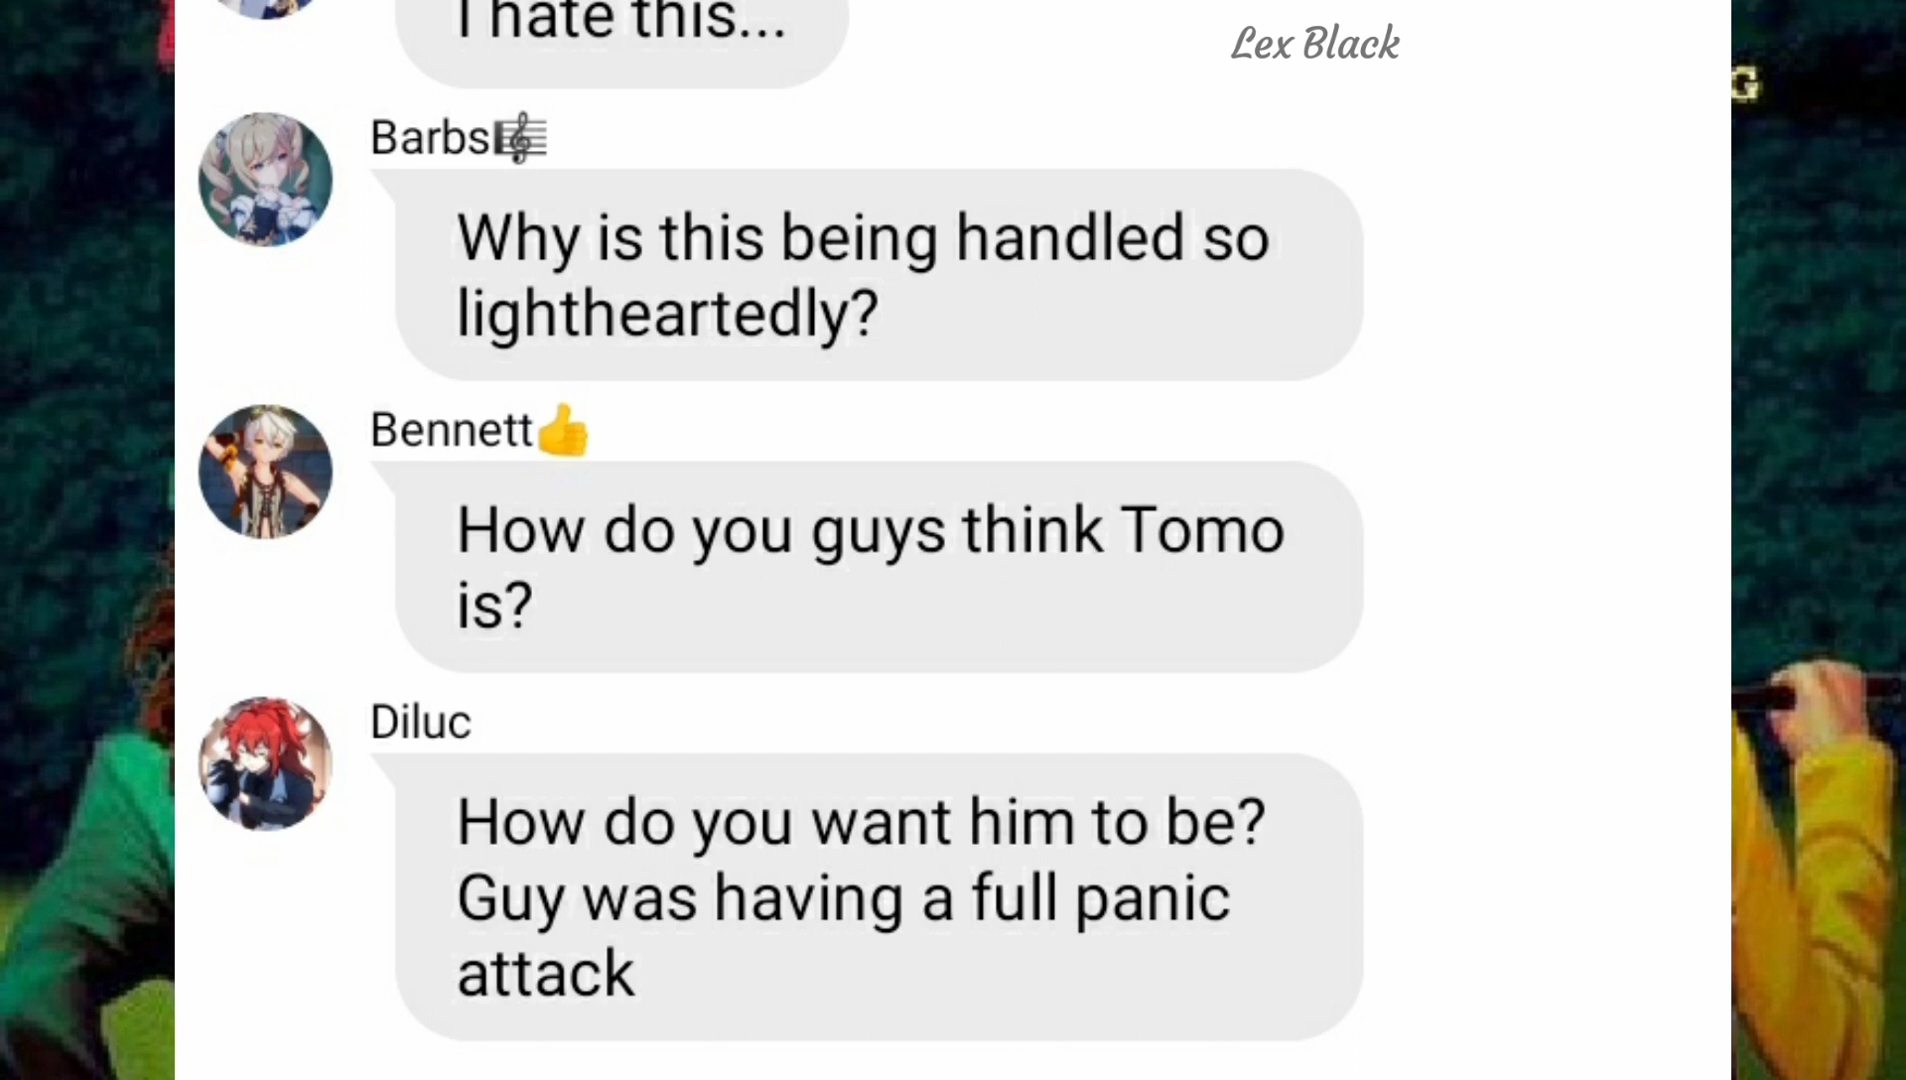 I hate this...
Lex Black
G
Barbs🎼
Why is this being handled so
lightheartedly?
Bennett👍
How do you guys think Tomo
is?
Diluc
How do you want him to be?
Guy was having a full panic
attack